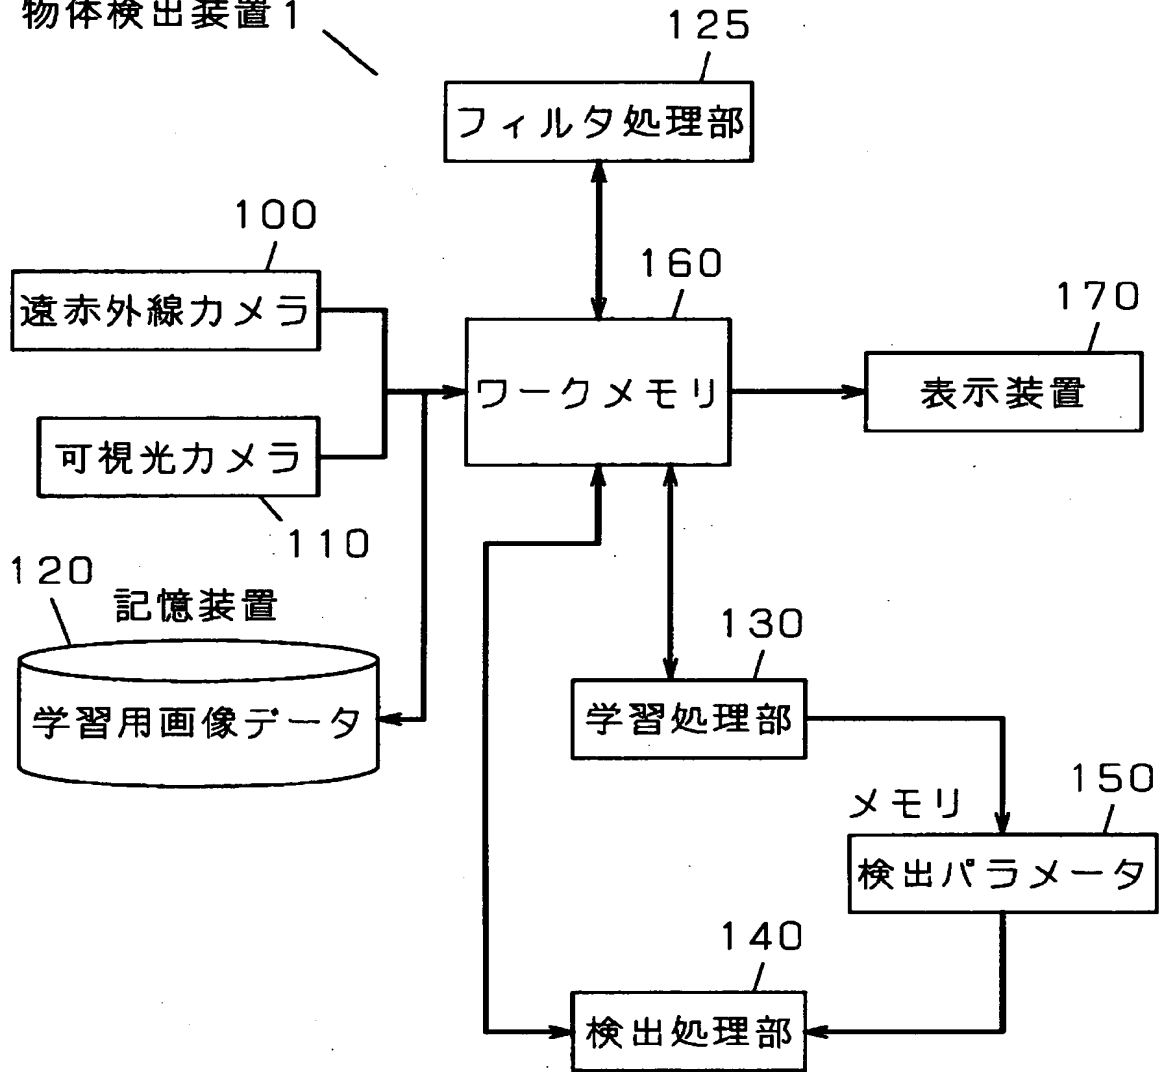 物体検出装置1
125
フィルタ処理部
100
遠赤外線カメラ
160
ワークメモリ
170
表示装置
可視光カメラ
110
120
記憶装置
学習用画像データ
130
学習処理部
150
メモリ
検出パラメータ
140
検出処理部